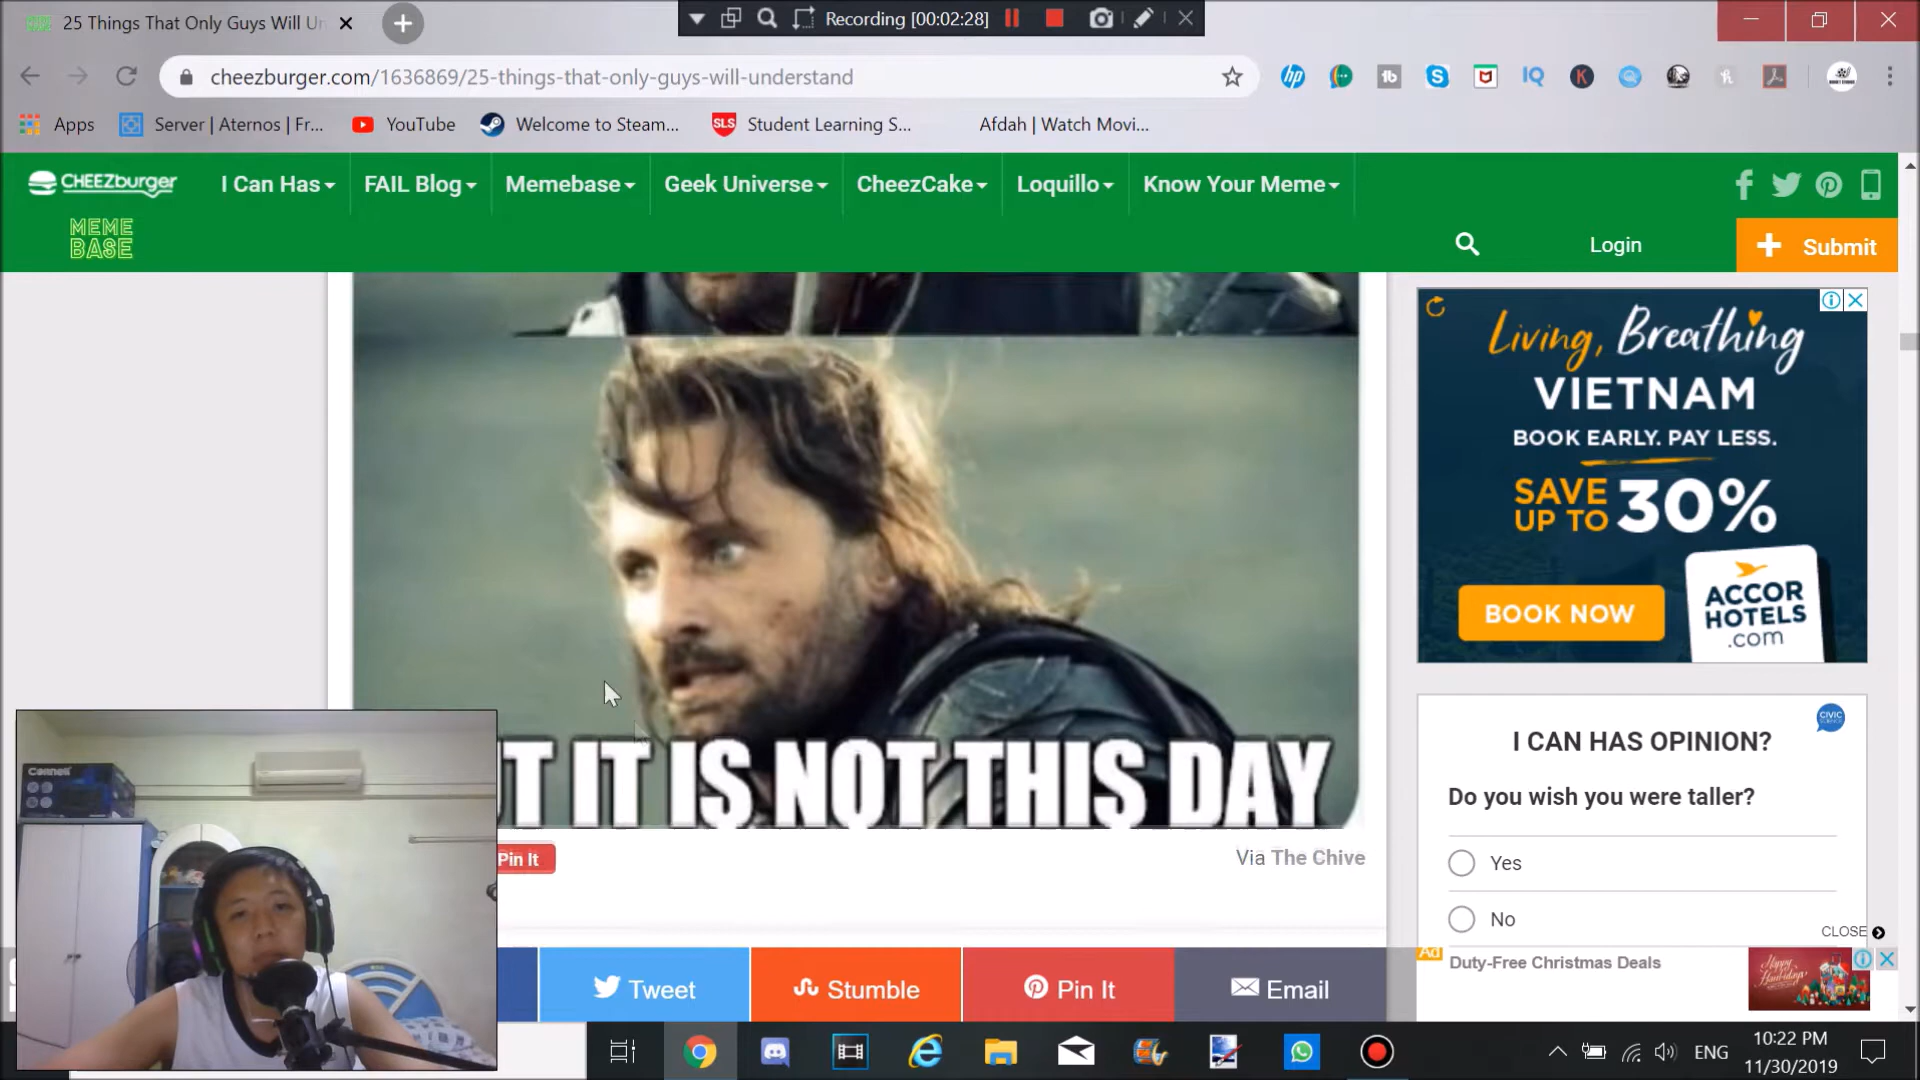 25 Things That Only Guys Will Un
Recording [00:02:28]
cheezburger.com/1636869/25-things-that-only-guys-will-understand
Apps
Server | Aternos | Fr...
YouTube
Welcome to Steam...
SLS
Student Learning S...
Afdah | Watch Movi...
CHEEZburger
I Can Has
FAIL Blog
Memebase
Geek Universe
CheezCake
Loquillo
Know Your Meme
MEME
BASE
Login
Submit
Living, Breathing
VIETNAM
BOOK EARLY. PAY LESS.
SAVE
UP TO 30%
BOOK NOW
ACCOR
HOTELS
.com
T IT IS NOT THIS DAY
Pin It
Via The Chive
CIVIC
SCIENCE
I CAN HAS OPINION?
Do you wish you were taller?
Yes
No
CLOSE
Ad
Duty-Free Christmas Deals
Cornell
Tweet
Stumble
Pin It
Email
ENG
10:22 PM
11/30/2019